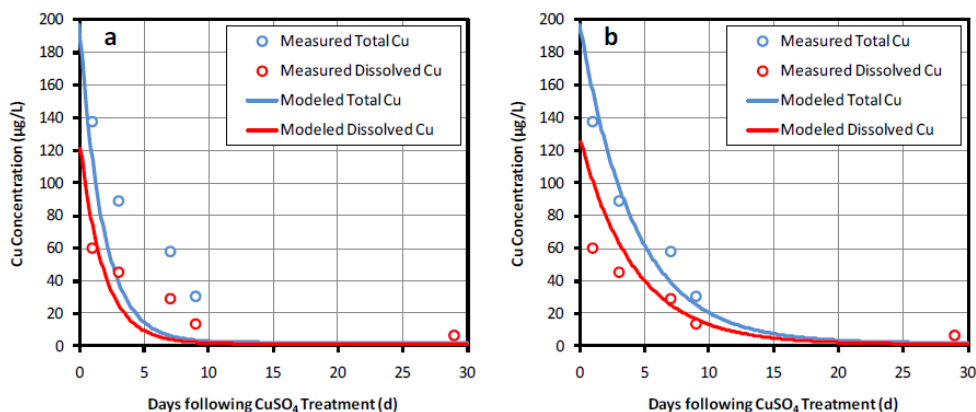 a
Measured Total Cu
Measured Dissolved Cu
Modeled Total Cu
Modeled Dissolved Cu
200
180
160
140
120
100
80
60
40
20
0
Cu Concentration (µg/L)
0 5 10 15 20 25 30
Days following CuSO₄ Treatment (d)
b
Measured Total Cu
Measured Dissolved Cu
Modeled Total Cu
Modeled Dissolved Cu
200
180
160
140
120
100
80
60
40
20
0
Cu Concentration (µg/L)
0 5 10 15 20 25 30
Days following CuSO₄ Treatment (d)